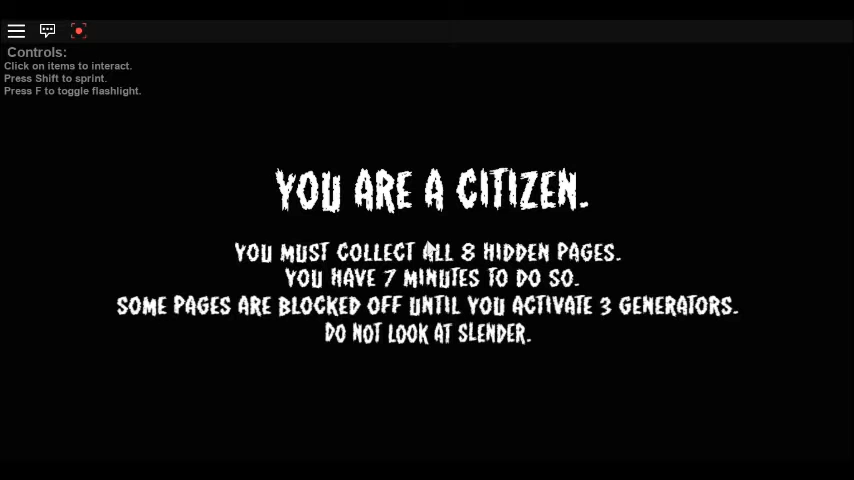 Controls:
Click on items to interact.
Press Shift to sprint.
Press F to toggle flashlight.
YOU ARE A CITIZEN.
YOU MUST COLLECT ALL 8 HIDDEN PAGES.
YOU HAVE 7 MINUTES TO DO SO.
SOME PAGES ARE BLOCKED OFF UNTIL YOU ACTIVATE 3 GENERATORS.
DO NOT LOOK AT SLENDER.